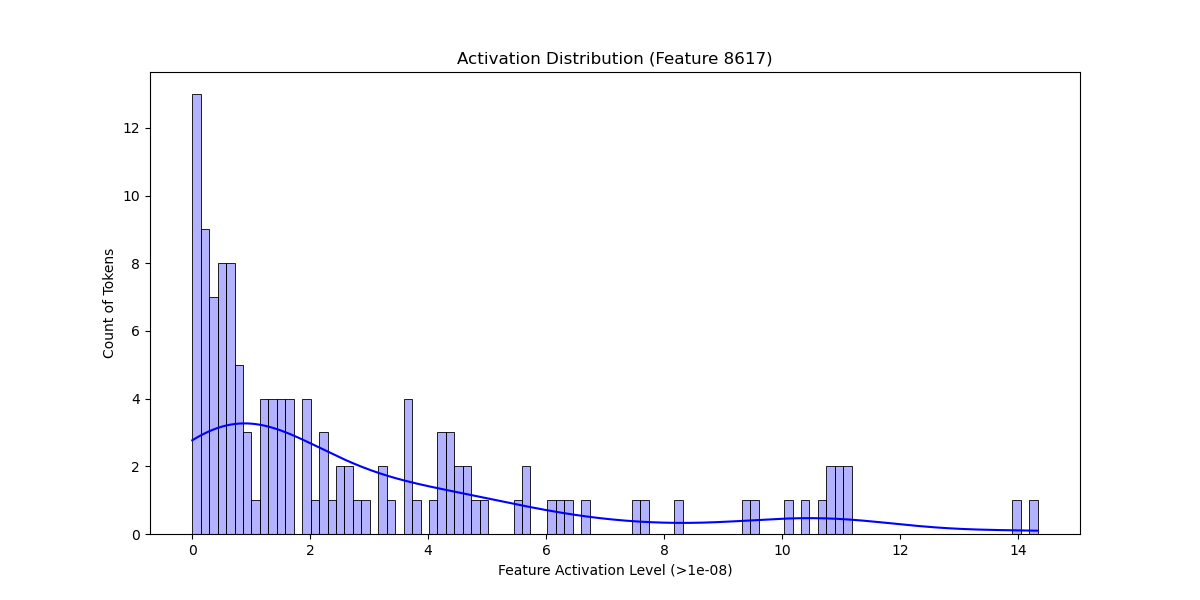 Activation Distribution (Feature 8617)
12
10
8
6
4
2
0
Count of Tokens
0 2 4 6 8 10 12 14
Feature Activation Level (>1e-08)